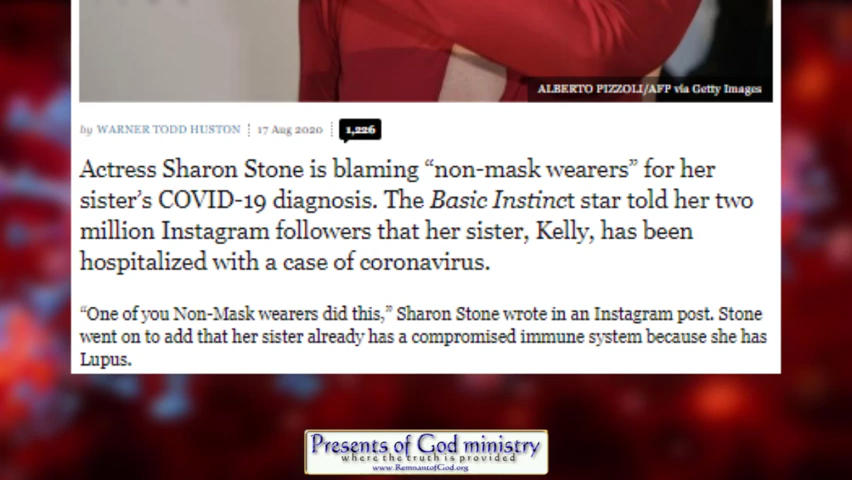 ALBERTO PIZZOLI/AFP via Getty Images
by WARNER TODD HUSTON 17 Aug 2020 1,226
Actress Sharon Stone is blaming “non-mask wearers” for her
sister’s COVID-19 diagnosis. The Basic Instinct star told her two
million Instagram followers that her sister, Kelly, has been
hospitalized with a case of coronavirus.
“One of you Non-Mask wearers did this,” Sharon Stone wrote in an Instagram post. Stone
went on to add that her sister already has a compromised immune system because she has
Lupus.
Presents of God ministry
where the truth is provided
www.RemnantofGod.org